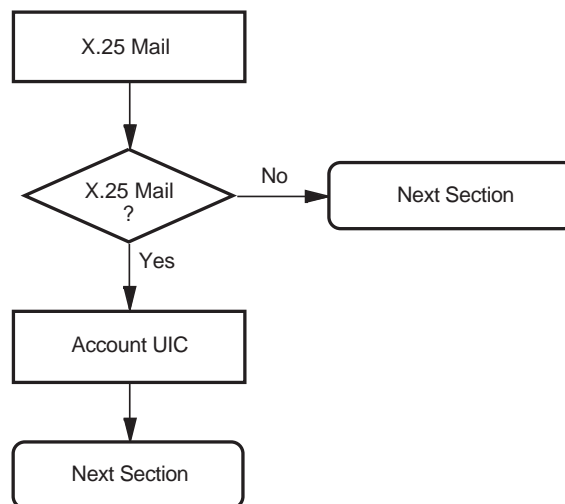 X.25 Mail
X.25 Mail
?
No
Next Section
Yes
Account UIC
Next Section